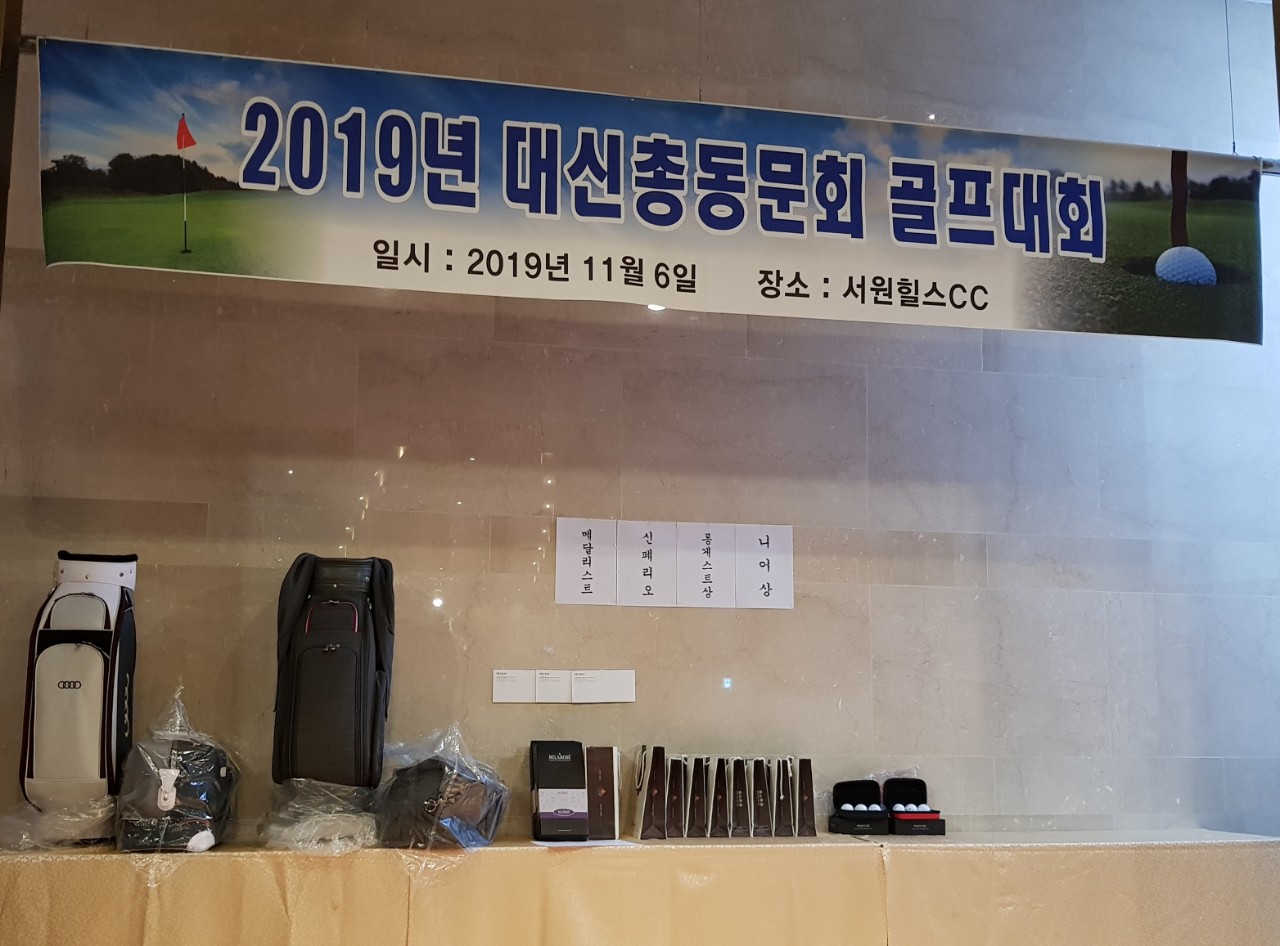 2019년 대신총동문회 골프대회
일시 : 2019년 11월 6일 장소 : 서원힐스CC
메달리스트
신페리오
롱게스트상
니어상